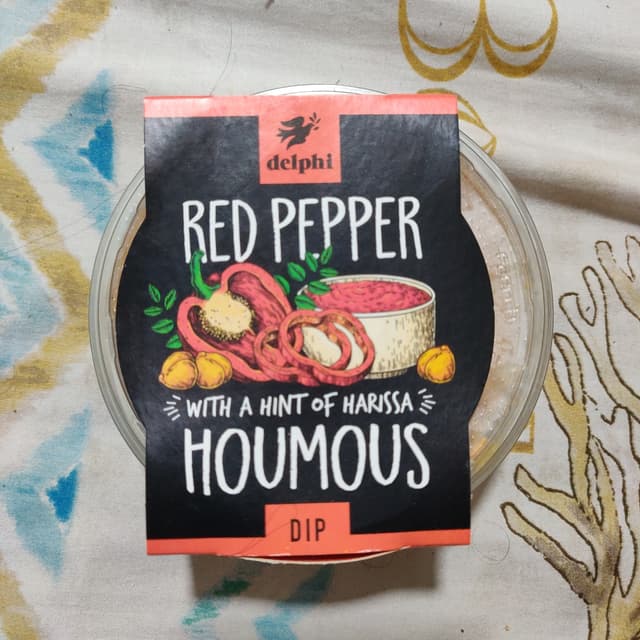 delphi
RED PEPPER
WITH A HINT OF HARISSA
HOUMOUS
DIP